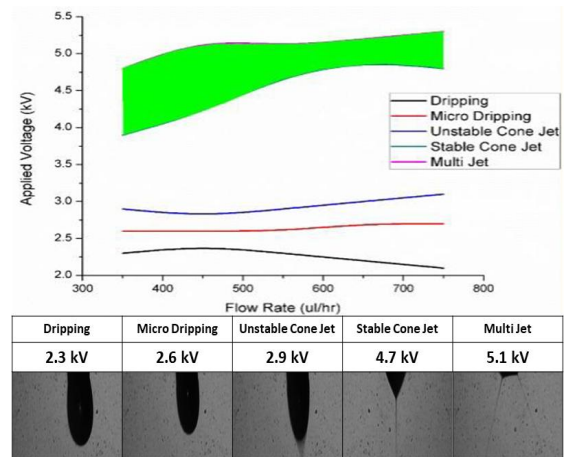 5.5
5.0
4.5
4.0
3.5
3.0
2.5
2.0
Applied Voltage (kV)
Dripping
Micro Dripping
Unstable Cone Jet
Stable Cone Jet
Multi Jet
300 400 500 600 700 800
Flow Rate (ul/hr)
Dripping Micro Dripping Unstable Cone Jet Stable Cone Jet Multi Jet
2.3 kV 2.6 kV 2.9 kV 4.7 kV 5.1 kV